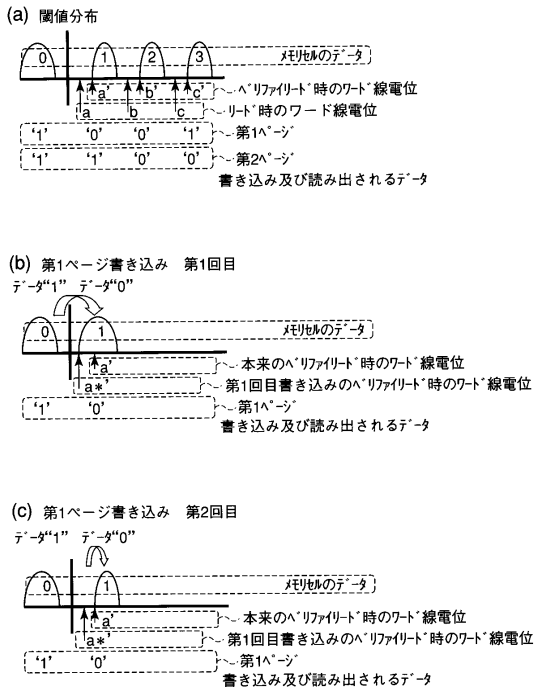 (a) 閾値分布
0 1 2 3 メモリセルのデータ
a' b' c' ベリファイリード時のワード線電位
a b c リード時のワード線電位
'1' '0' '0' '1' 第1ページ
'1' '1' '0' '0' 第2ページ
書き込み及び読み出されるデータ
(b) 第1ページ書き込み 第1回目
データ“1” データ“0”
0 1 メモリセルのデータ
a' 本来のベリファイリード時のワード線電位
a*' 第1回目書き込みのベリファイリード時のワード線電位
'1' '0' 第1ページ
書き込み及び読み出されるデータ
(c) 第1ページ書き込み 第2回目
データ“1” データ“0”
0 1 メモリセルのデータ
a' 本来のベリファイリード時のワード線電位
a*' 第1回目書き込みのベリファイリード時のワード線電位
'1' '0' 第1ページ
書き込み及び読み出されるデータ